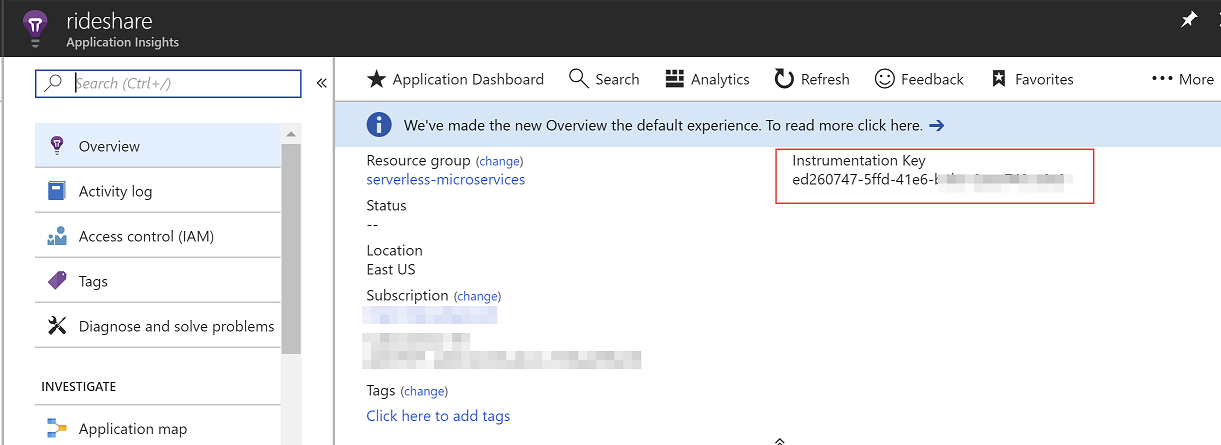 rideshare
Application Insights
Search (Ctrl+/)
«
Overview
Activity log
Access control (IAM)
Tags
Diagnose and solve problems
INVESTIGATE
Application map
Application Dashboard
Search
Analytics
Refresh
Feedback
Favorites
More
We've made the new Overview the default experience. To read more click here. →
Resource group (change)
serverless-microservices
Status
--
Location
East US
Subscription (change)
Tags (change)
Click here to add tags
Instrumentation Key
ed260747-5ffd-41e6-